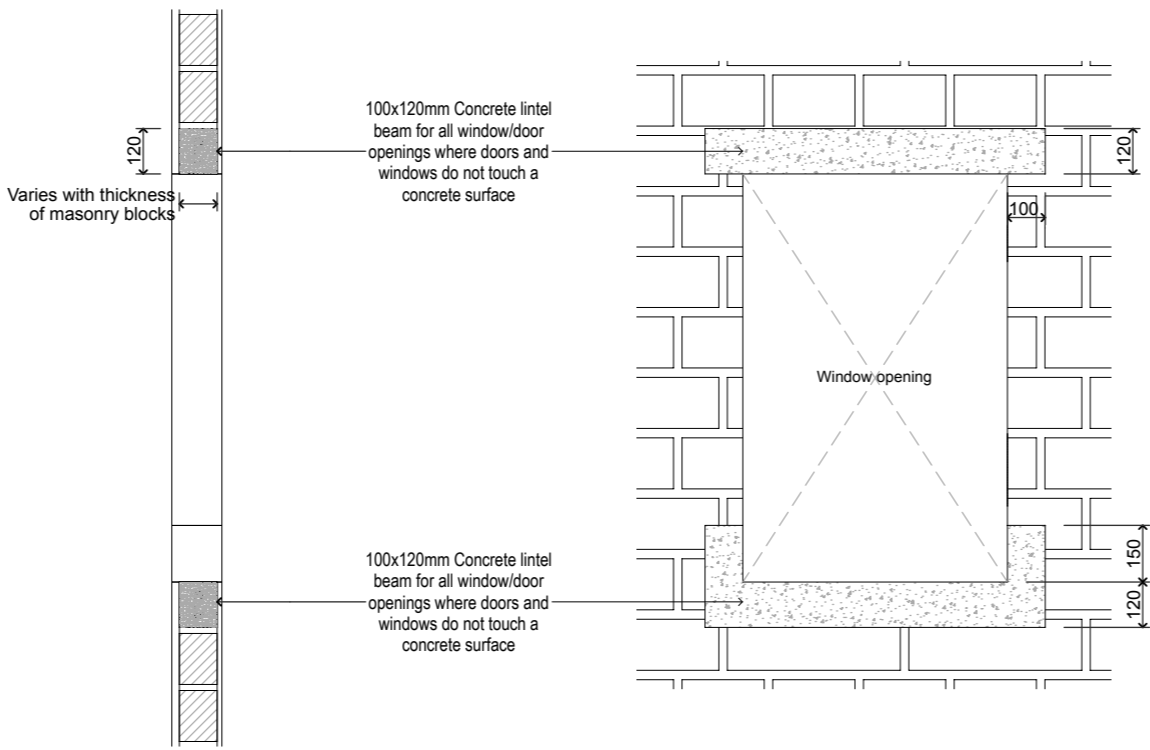 100x120mm Concrete lintel
beam for all window/door
openings where doors and
windows do not touch a
concrete surface
120
120
Varies with thickness
of masonry blocks
100
Window opening
100x120mm Concrete lintel
beam for all window/door
openings where doors and
windows do not touch a
concrete surface
150
120